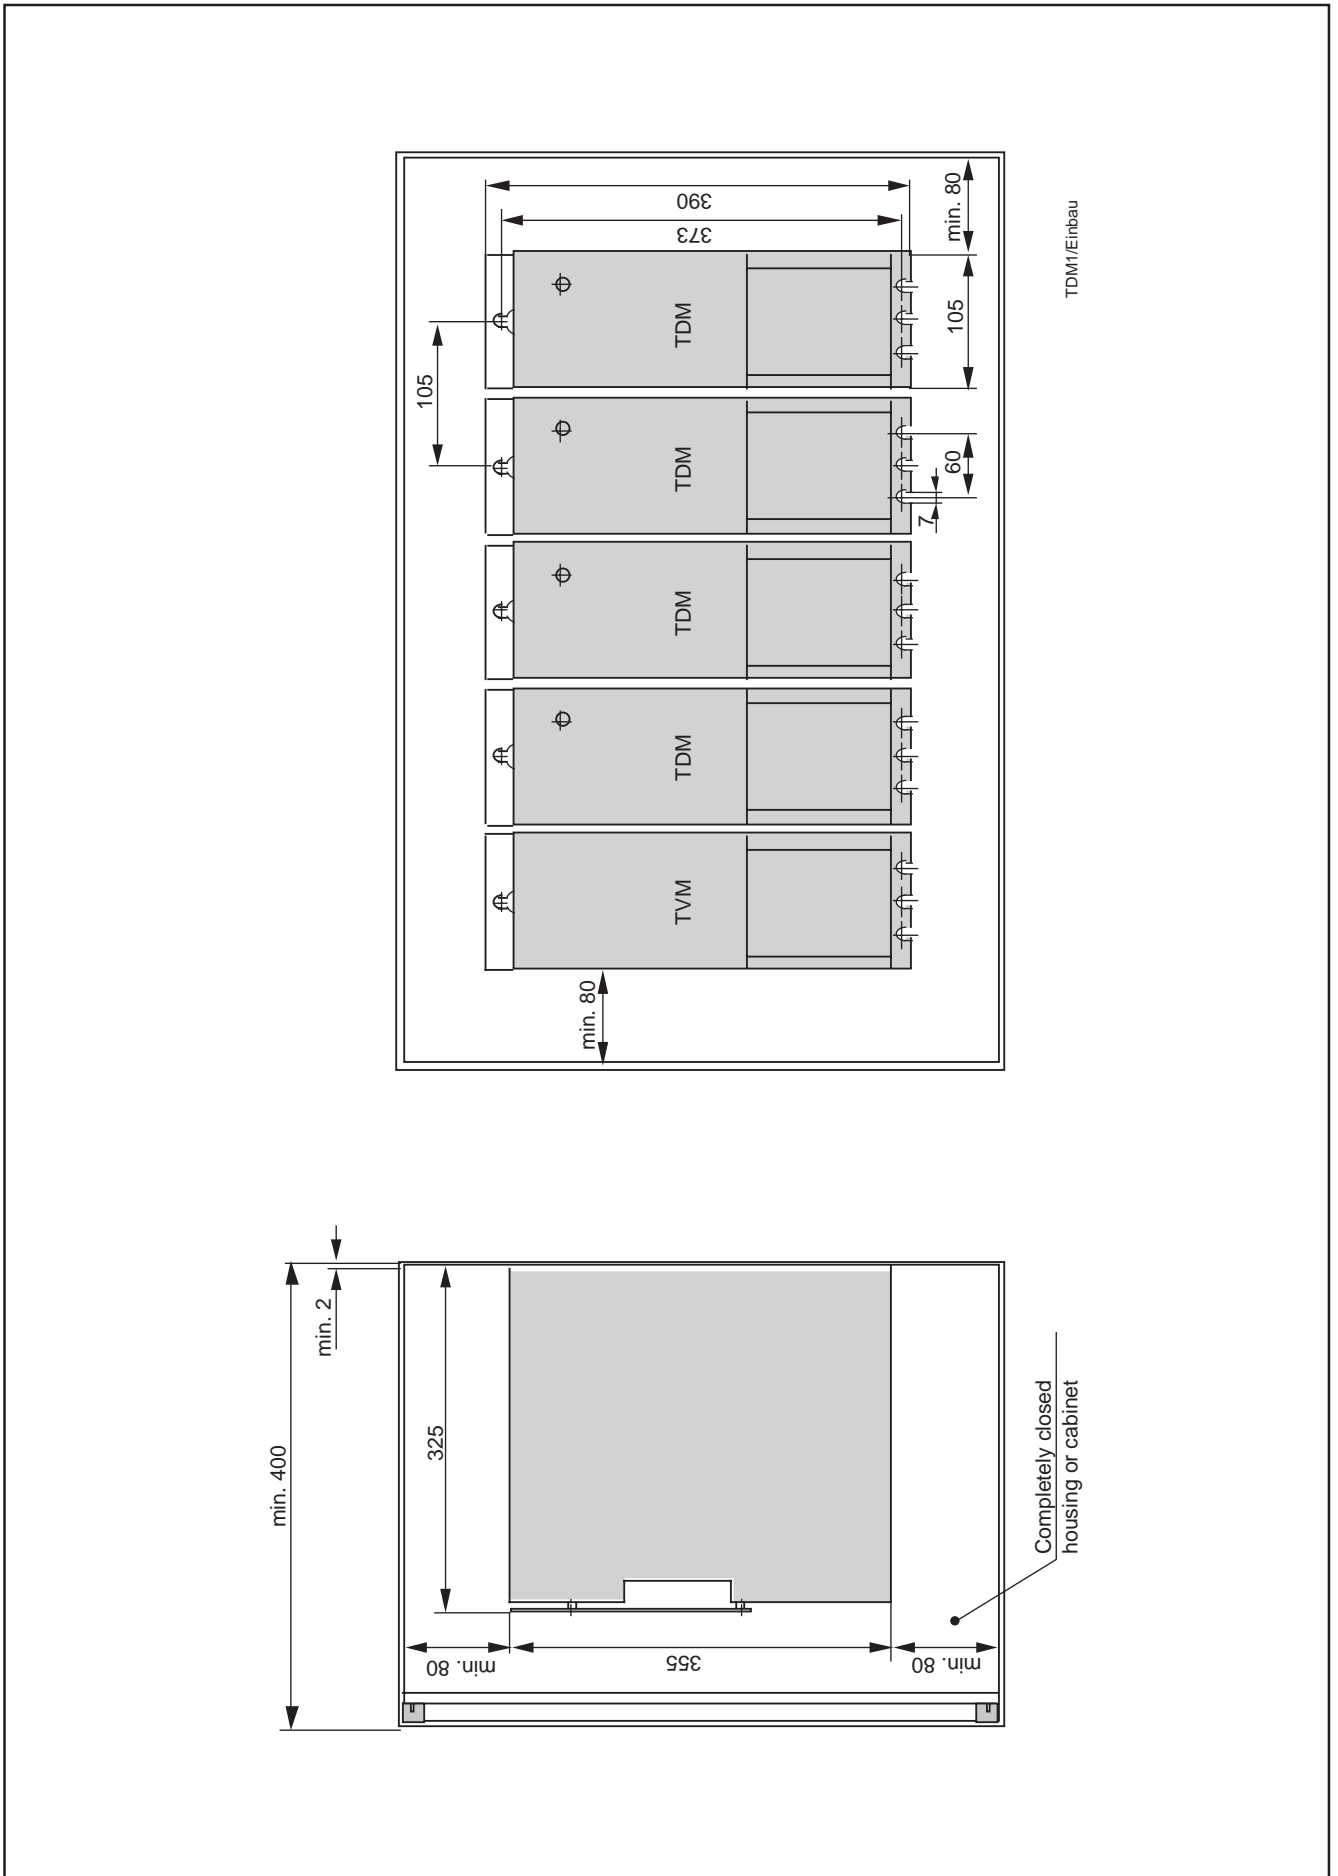 min. 80
390
373
105
105
TDM
TDM
TDM
TDM
TVM
60
7
min. 80
TDM1/Einbau
min. 400
min. 2
325
min. 80
355
min. 80
Completely closed
housing or cabinet